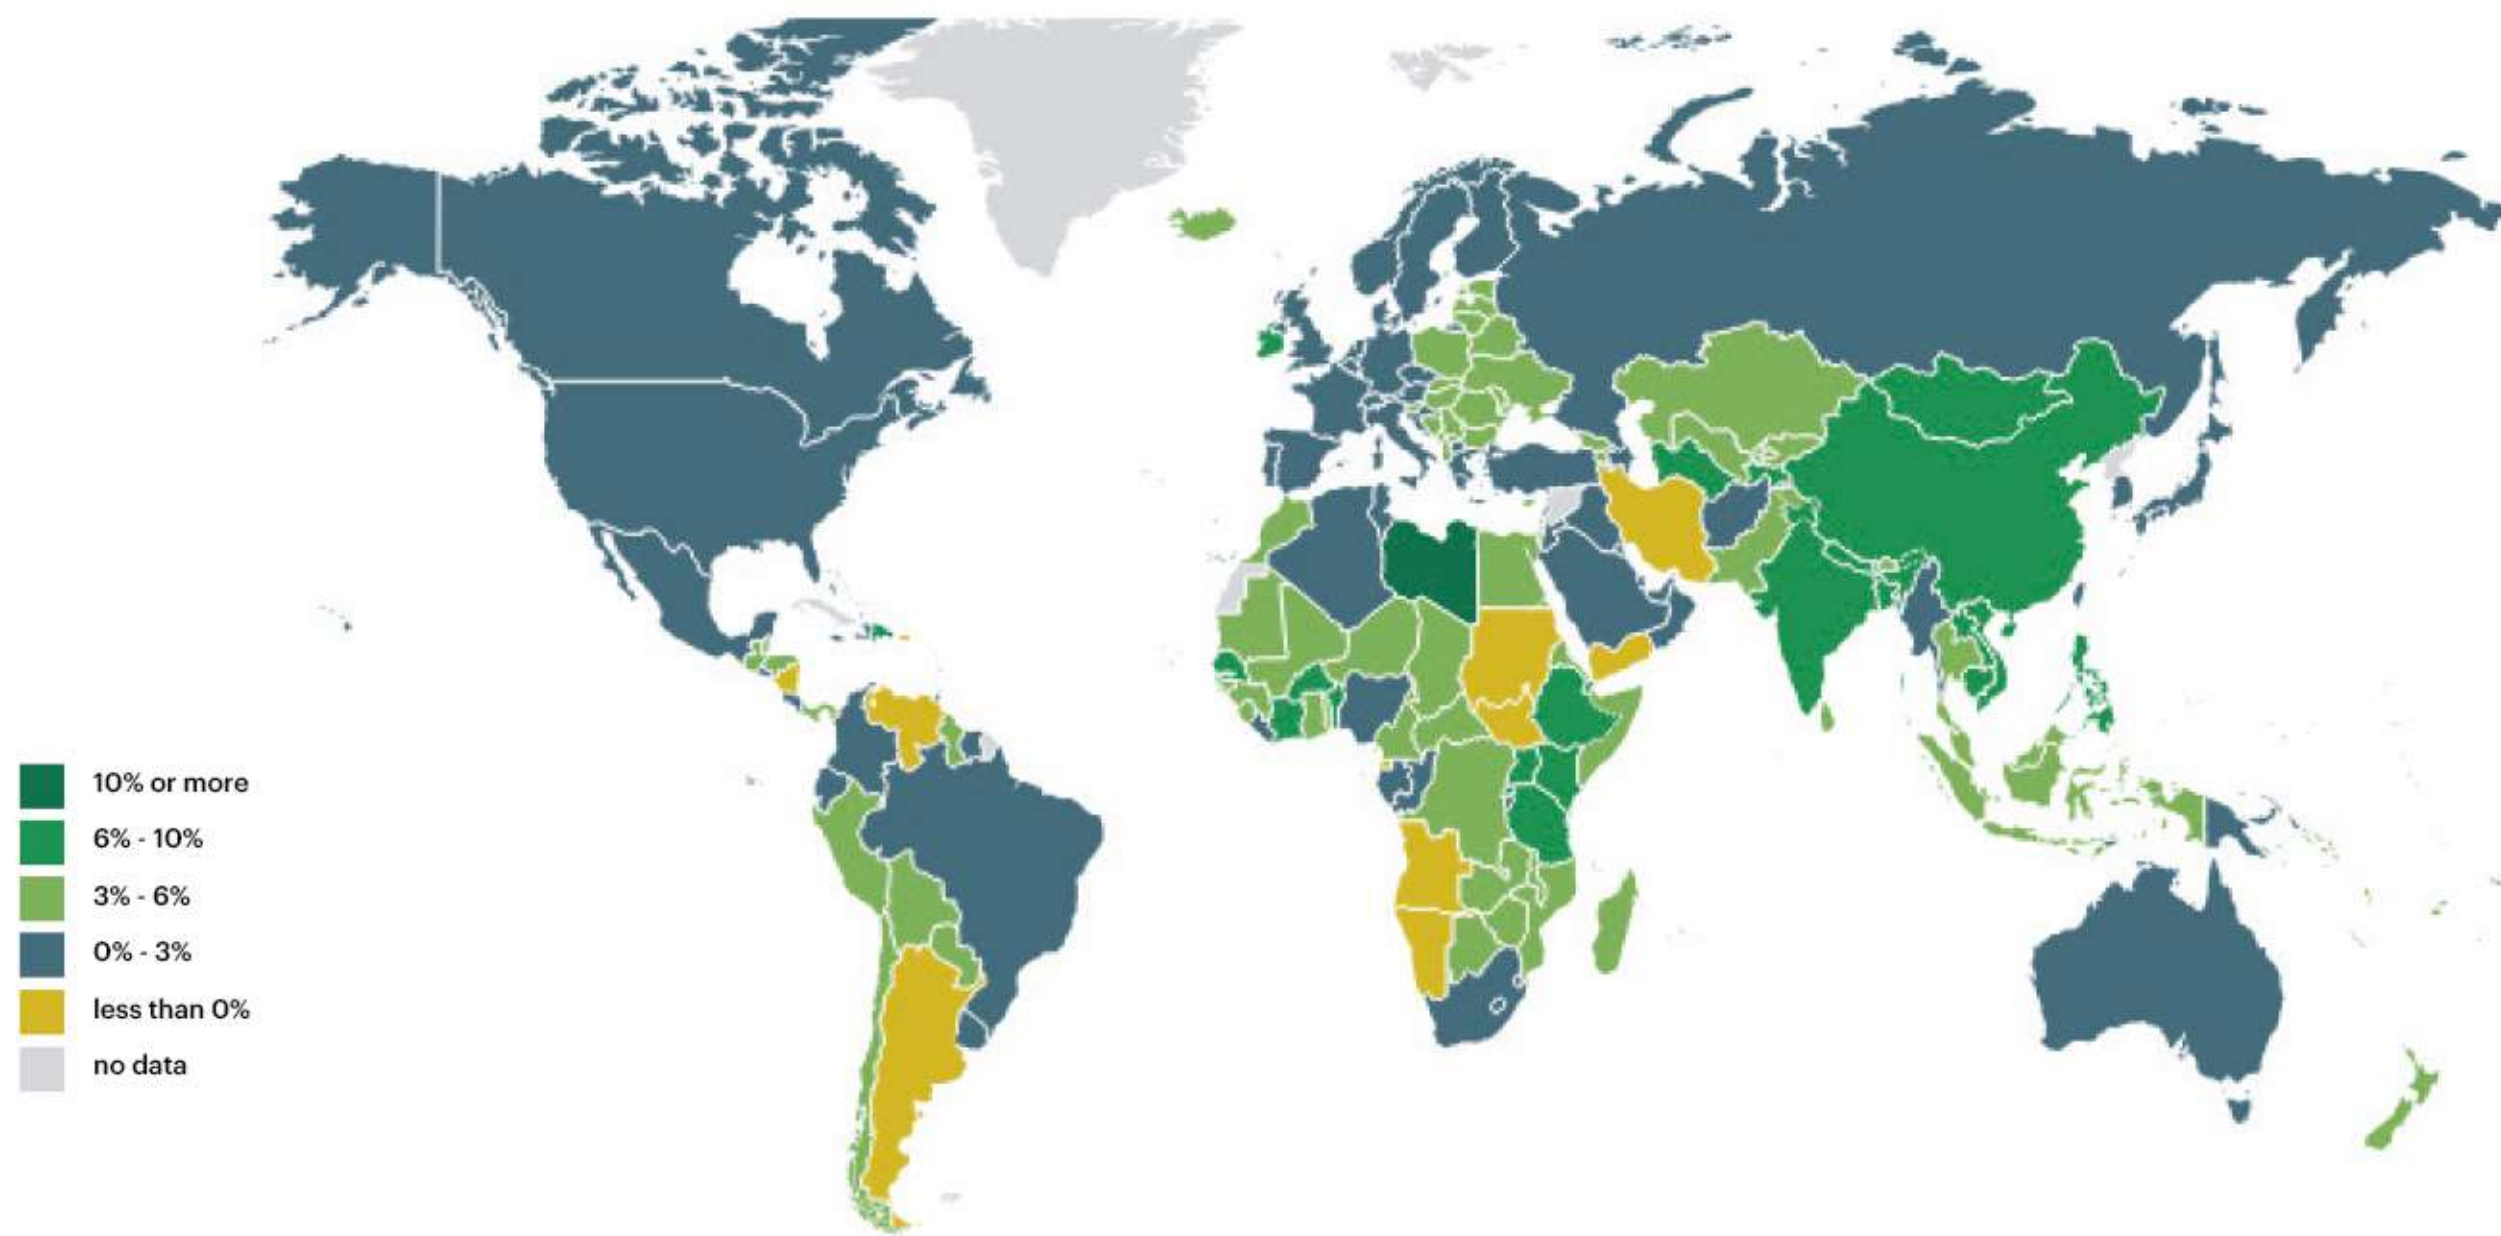 10% or more
6% - 10%
3% - 6%
0% - 3%
less than 0%
no data